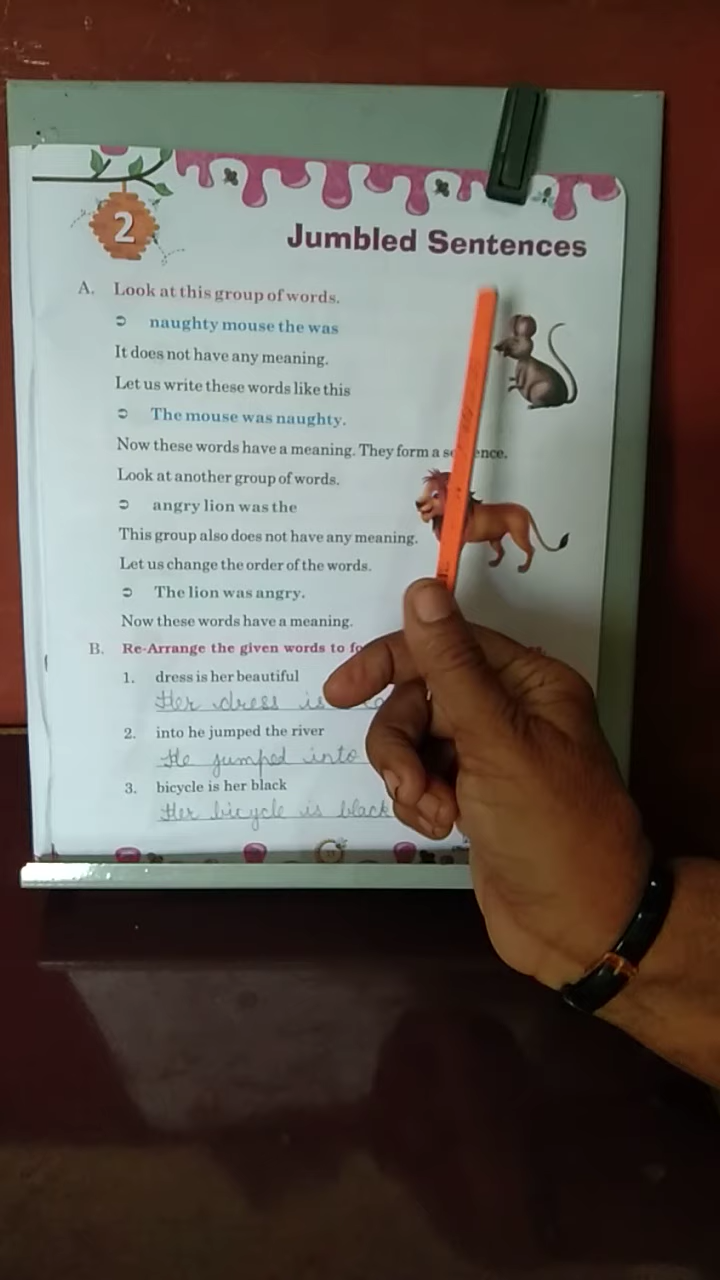 2
Jumbled Sentences
A. Look at this group of words.
naughty mouse the was
It does not have any meaning.
Let us write these words like this
The mouse was naughty.
Now these words have a meaning. They form a
Look at another group of words.
angry lion was the
This group also does not have any meaning.
Let us change the order of the words.
The lion was angry.
Now these words have a meaning.
B. Re-Arrange the given words to
1. dress is her beautiful
Her dress is
2. into he jumped the river
He jumped into
3. bicycle is her black
Her bicycle is black